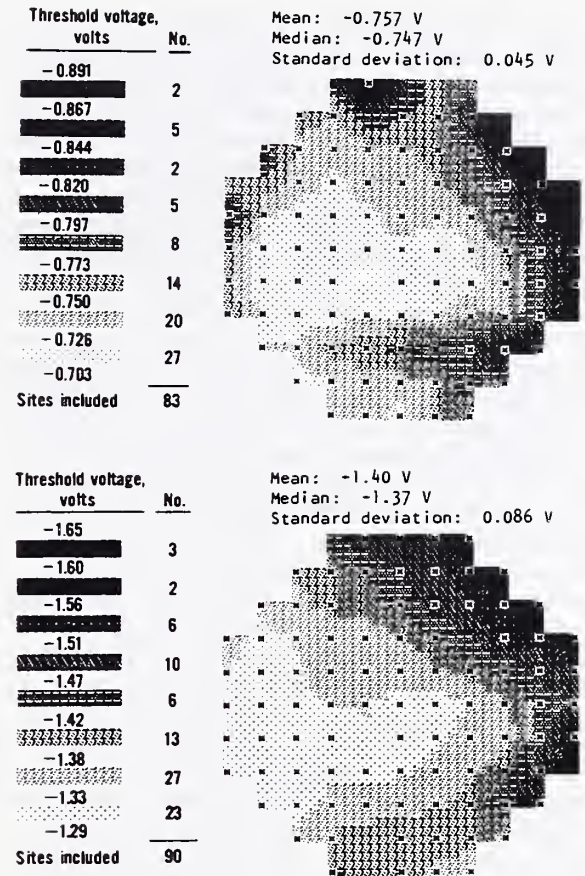 Threshold voltage,
volts No.
−0.891
2
−0.867
5
−0.844
2
−0.820
5
−0.797
8
−0.773
14
−0.750
20
−0.726
27
−0.703
Sites included 83
Mean: -0.757 V
Median: -0.747 V
Standard deviation: 0.045 V
Threshold voltage,
volts No.
−1.65
3
−1.60
2
−1.56
6
−1.51
10
−1.47
6
−1.42
13
−1.38
27
−1.33
23
−1.29
Sites included 90
Mean: -1.40 V
Median: -1.37 V
Standard deviation: 0.086 V